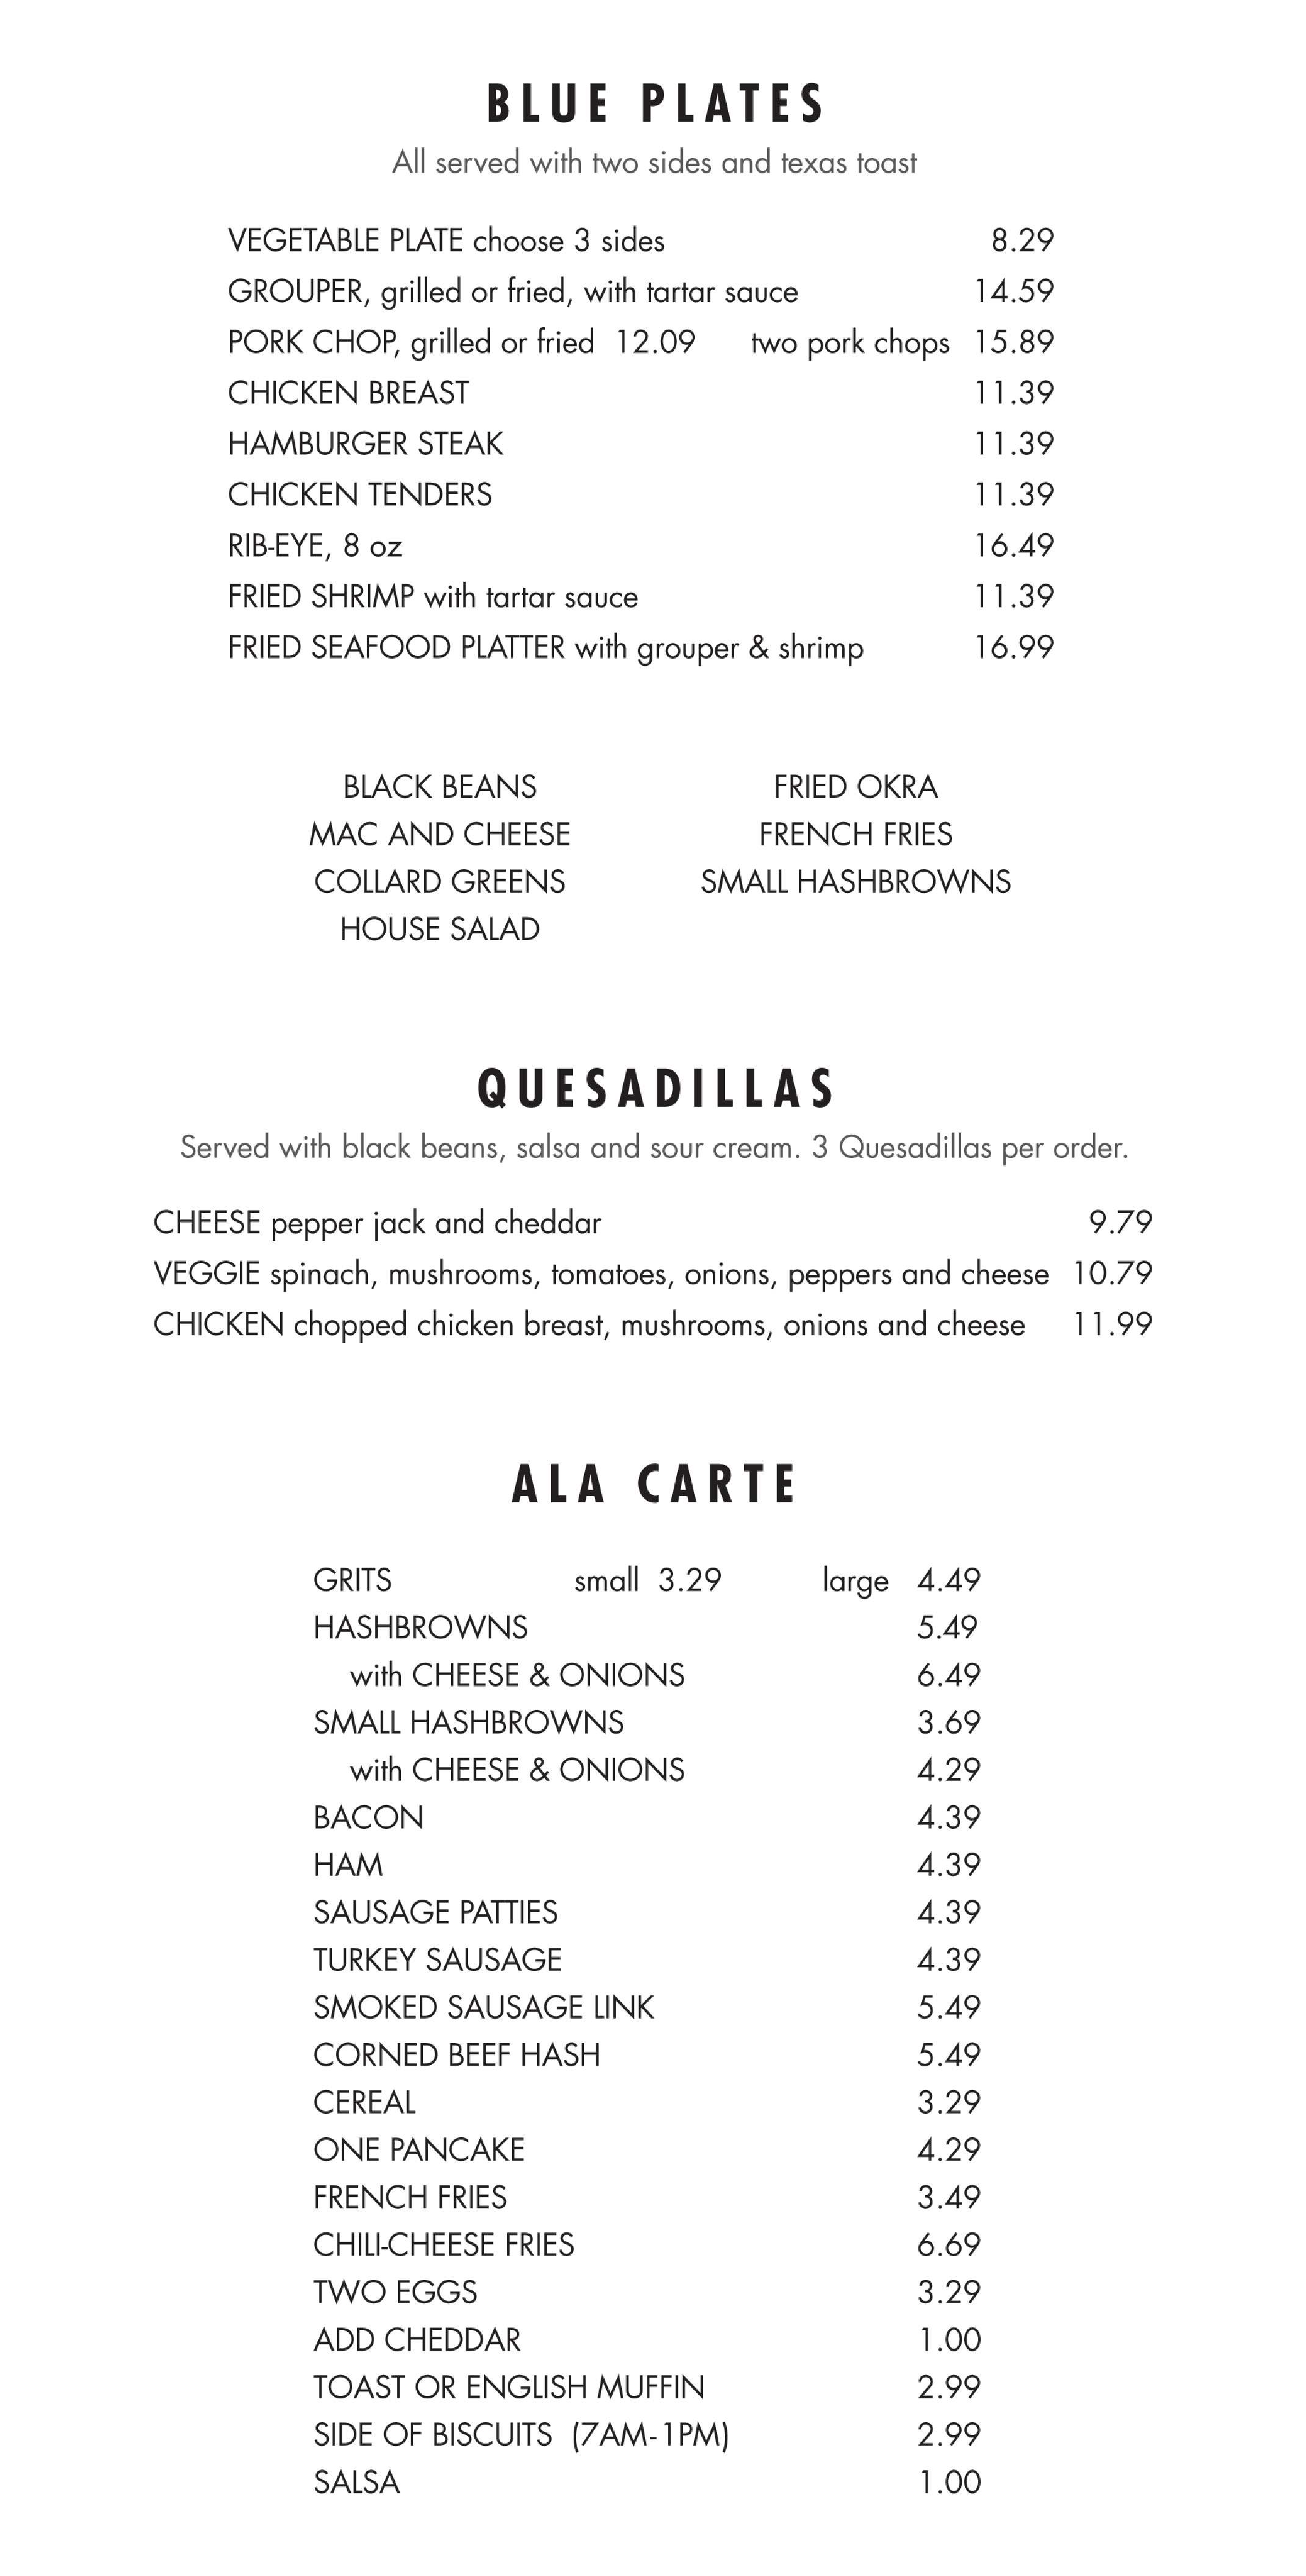 BLUE PLATES
All served with two sides and texas toast
VEGETABLE PLATE choose 3 sides 8.29
GROUPER, grilled or fried, with tartar sauce 14.59
PORK CHOP, grilled or fried 12.09 two pork chops 15.89
CHICKEN BREAST 11.39
HAMBURGER STEAK 11.39
CHICKEN TENDERS 11.39
RIB-EYE, 8 oz 16.49
FRIED SHRIMP with tartar sauce 11.39
FRIED SEAFOOD PLATTER with grouper & shrimp 16.99
BLACK BEANS
MAC AND CHEESE
COLLARD GREENS
HOUSE SALAD
FRIED OKRA
FRENCH FRIES
SMALL HASHBROWNS
QUESADILLAS
Served with black beans, salsa and sour cream. 3 Quesadillas per order.
CHEESE pepper jack and cheddar 9.79
VEGGIE spinach, mushrooms, tomatoes, onions, peppers and cheese 10.79
CHICKEN chopped chicken breast, mushrooms, onions and cheese 11.99
ALA CARTE
GRITS small 3.29 large 4.49
HASHBROWNS 5.49
with CHEESE & ONIONS 6.49
SMALL HASHBROWNS 3.69
with CHEESE & ONIONS 4.29
BACON 4.39
HAM 4.39
SAUSAGE PATTIES 4.39
TURKEY SAUSAGE 4.39
SMOKED SAUSAGE LINK 5.49
CORNED BEEF HASH 5.49
CEREAL 3.29
ONE PANCAKE 4.29
FRENCH FRIES 3.49
CHILI-CHEESE FRIES 6.69
TWO EGGS 3.29
ADD CHEDDAR 1.00
TOAST OR ENGLISH MUFFIN 2.99
SIDE OF BISCUITS (7AM-1PM) 2.99
SALSA 1.00